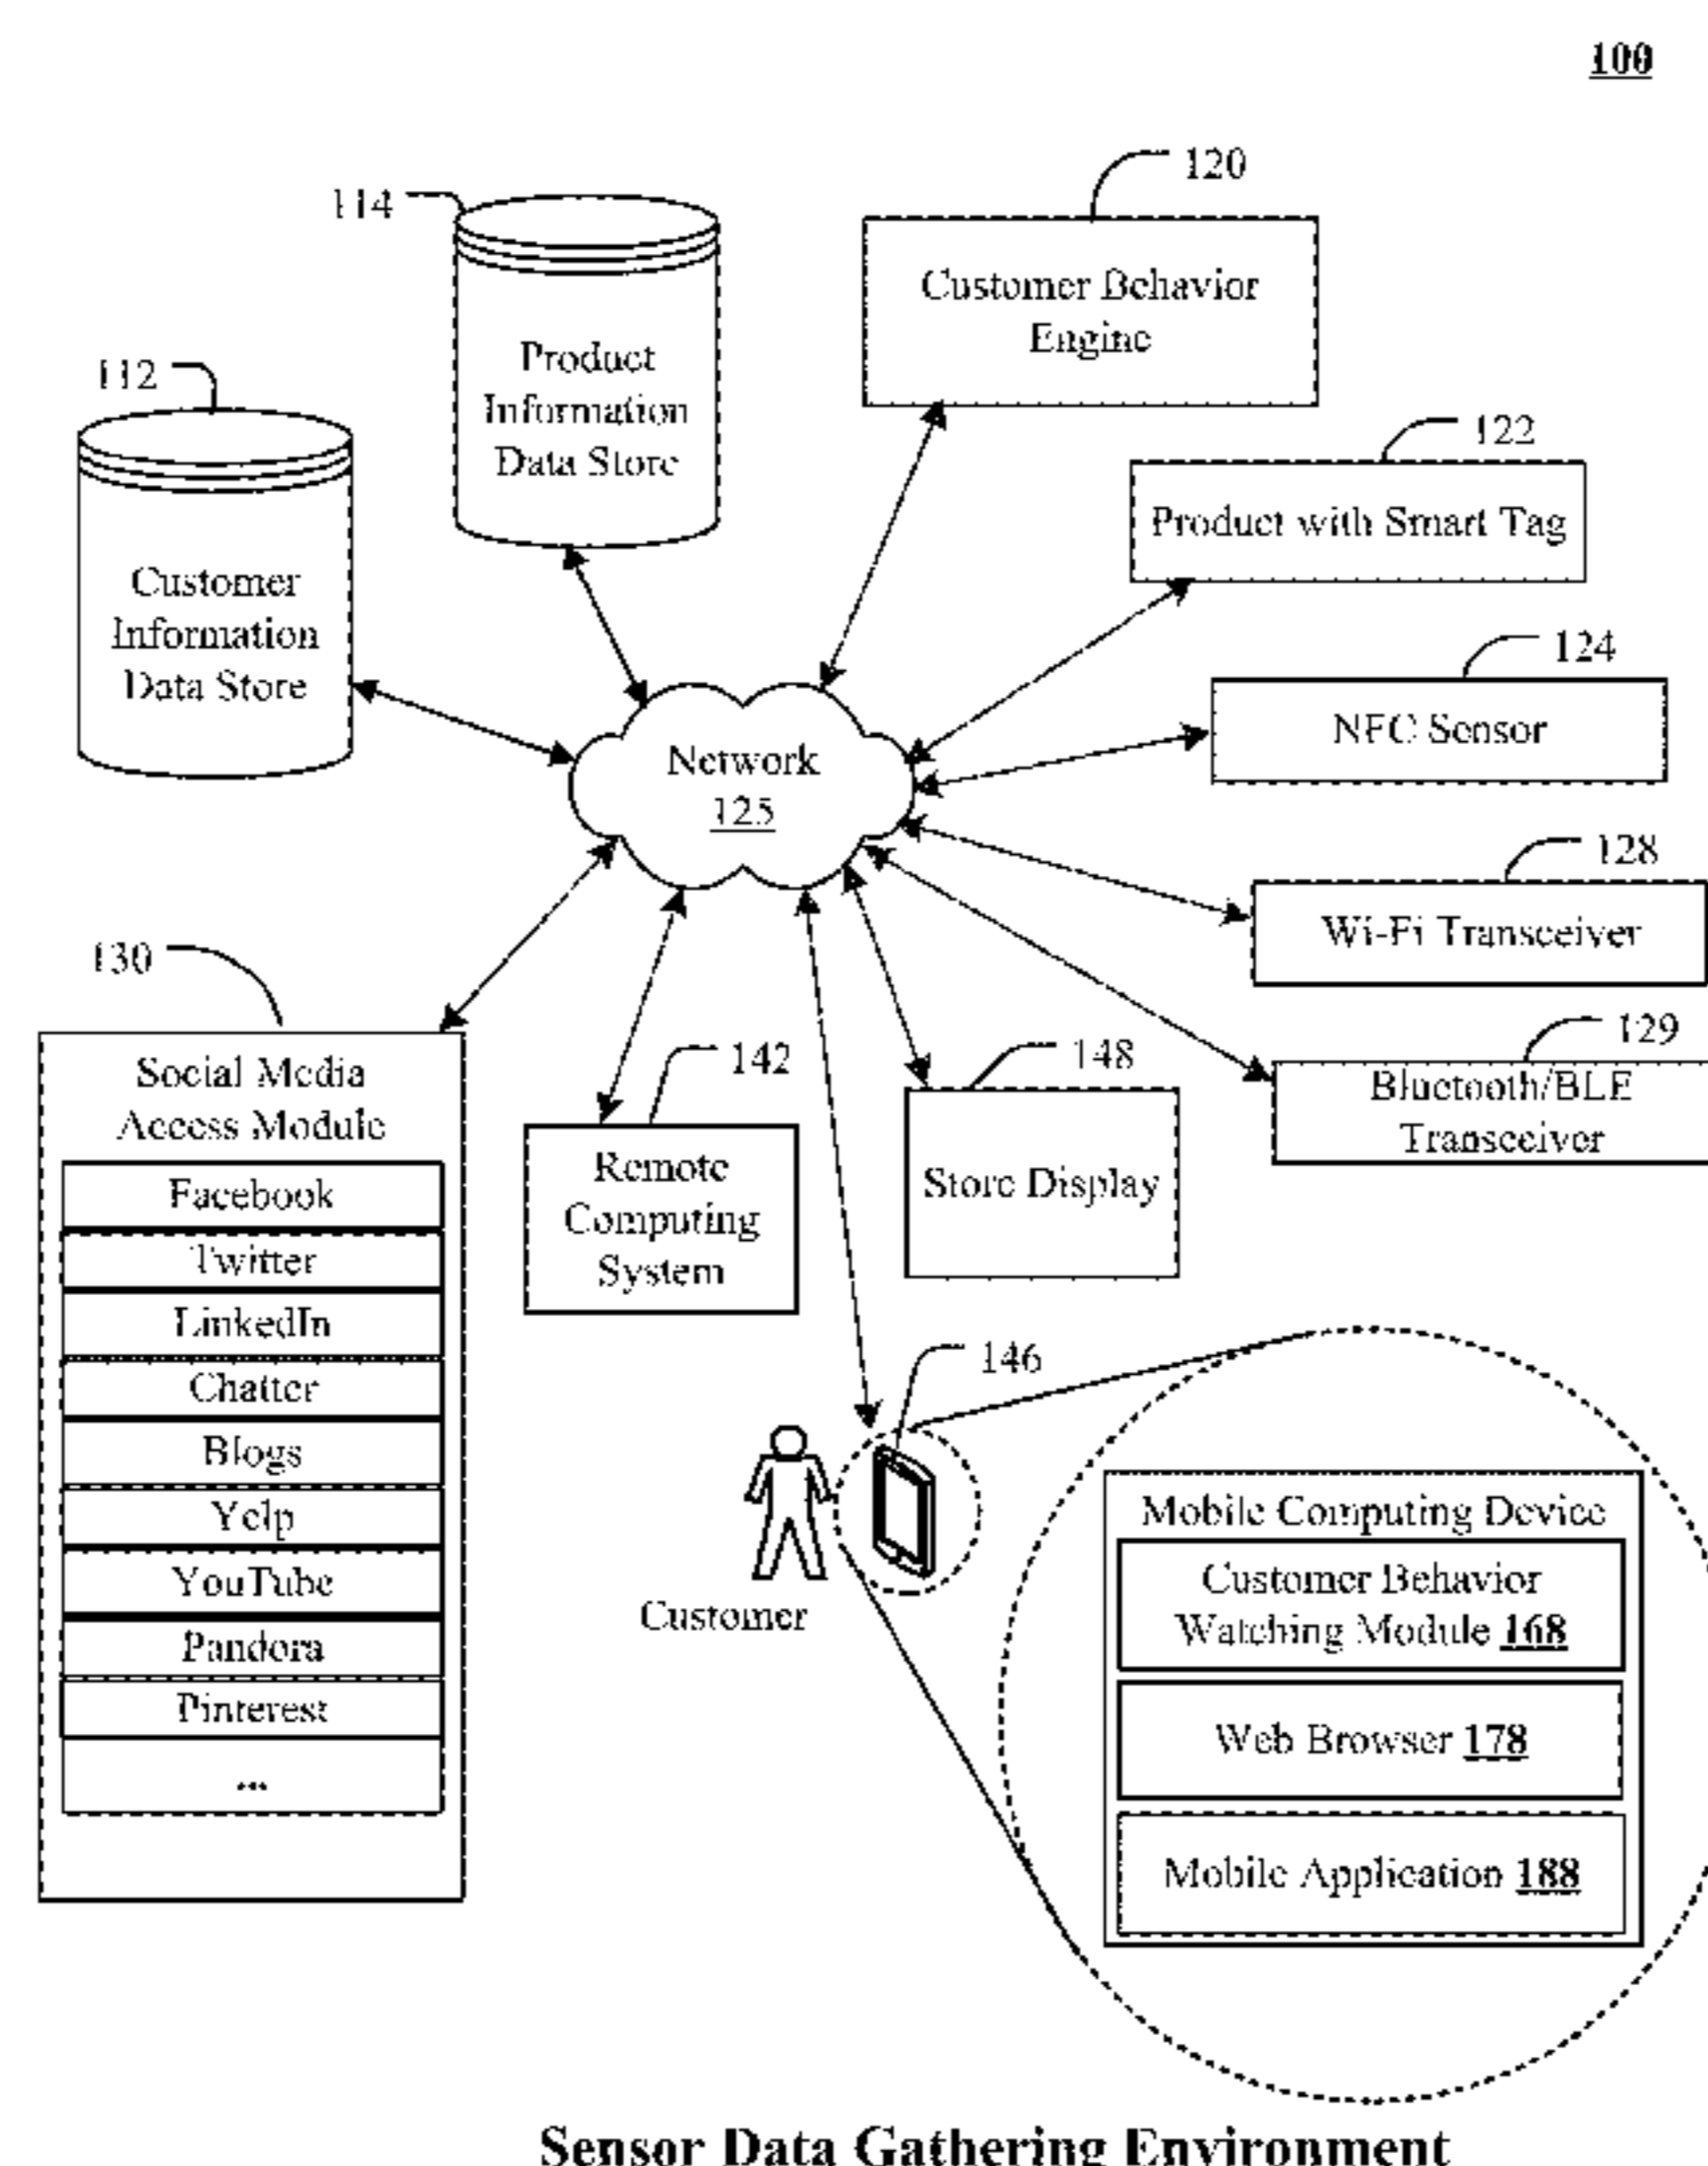 100
120
114
Customer Behavior
Engine
Product
Information
Data Store
112
122
Product with Smart Tag
Customer
Information
Data Store
124
NFC Sensor
Network
125
128
Wi-Fi Transceiver
130
129
Bluetooth/BLE
Transceiver
Social Media
Access Module
142
148
Remote
Computing
System
Store Display
Facebook
Twitter
LinkedIn
Chatter
Blogs
Yelp
YouTube
Pandora
Pinterest
...
146
Customer
Mobile Computing Device
Customer Behavior
Watching Module 168
Web Browser 178
Mobile Application 188
Sensor Data Gathering Environment